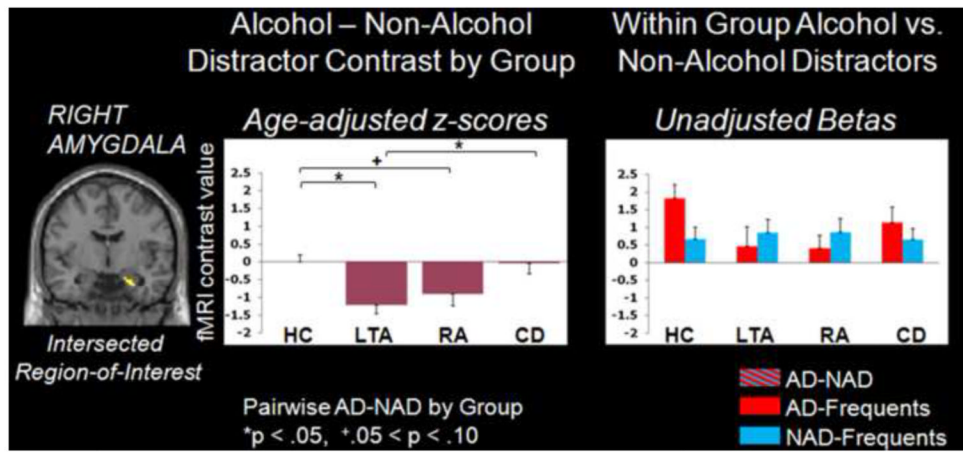 Alcohol – Non-Alcohol
Distractor Contrast by Group
Within Group Alcohol vs.
Non-Alcohol Distractors
RIGHT
AMYGDALA
Age-adjusted z-scores
Unadjusted Betas
fMRI contrast value
2.5
2
1.5
1
0.5
0
-0.5
-1
-1.5
-2
*
+
*
HC LTA RA CD
2.5
2
1.5
1
0.5
0
-0.5
-1
-1.5
-2
HC LTA RA CD
Intersected
Region-of-Interest
Pairwise AD-NAD by Group
*p < .05, +.05 < p < .10
AD-NAD
AD-Frequents
NAD-Frequents